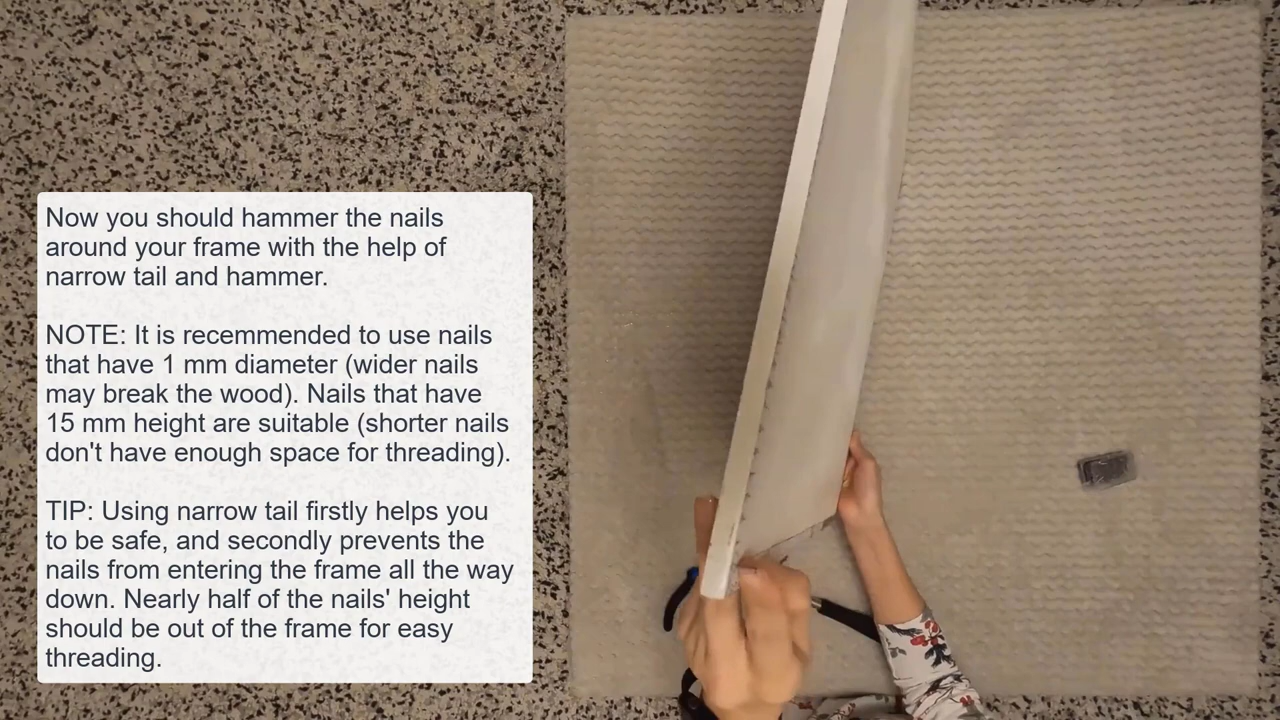 Now you should hammer the nails
around your frame with the help of
narrow tail and hammer.
NOTE: It is recemmended to use nails
that have 1 mm diameter (wider nails
may break the wood). Nails that have
15 mm height are suitable (shorter nails
don't have enough space for threading).
TIP: Using narrow tail firstly helps you
to be safe, and secondly prevents the
nails from entering the frame all the way
down. Nearly half of the nails' height
should be out of the frame for easy
threading.